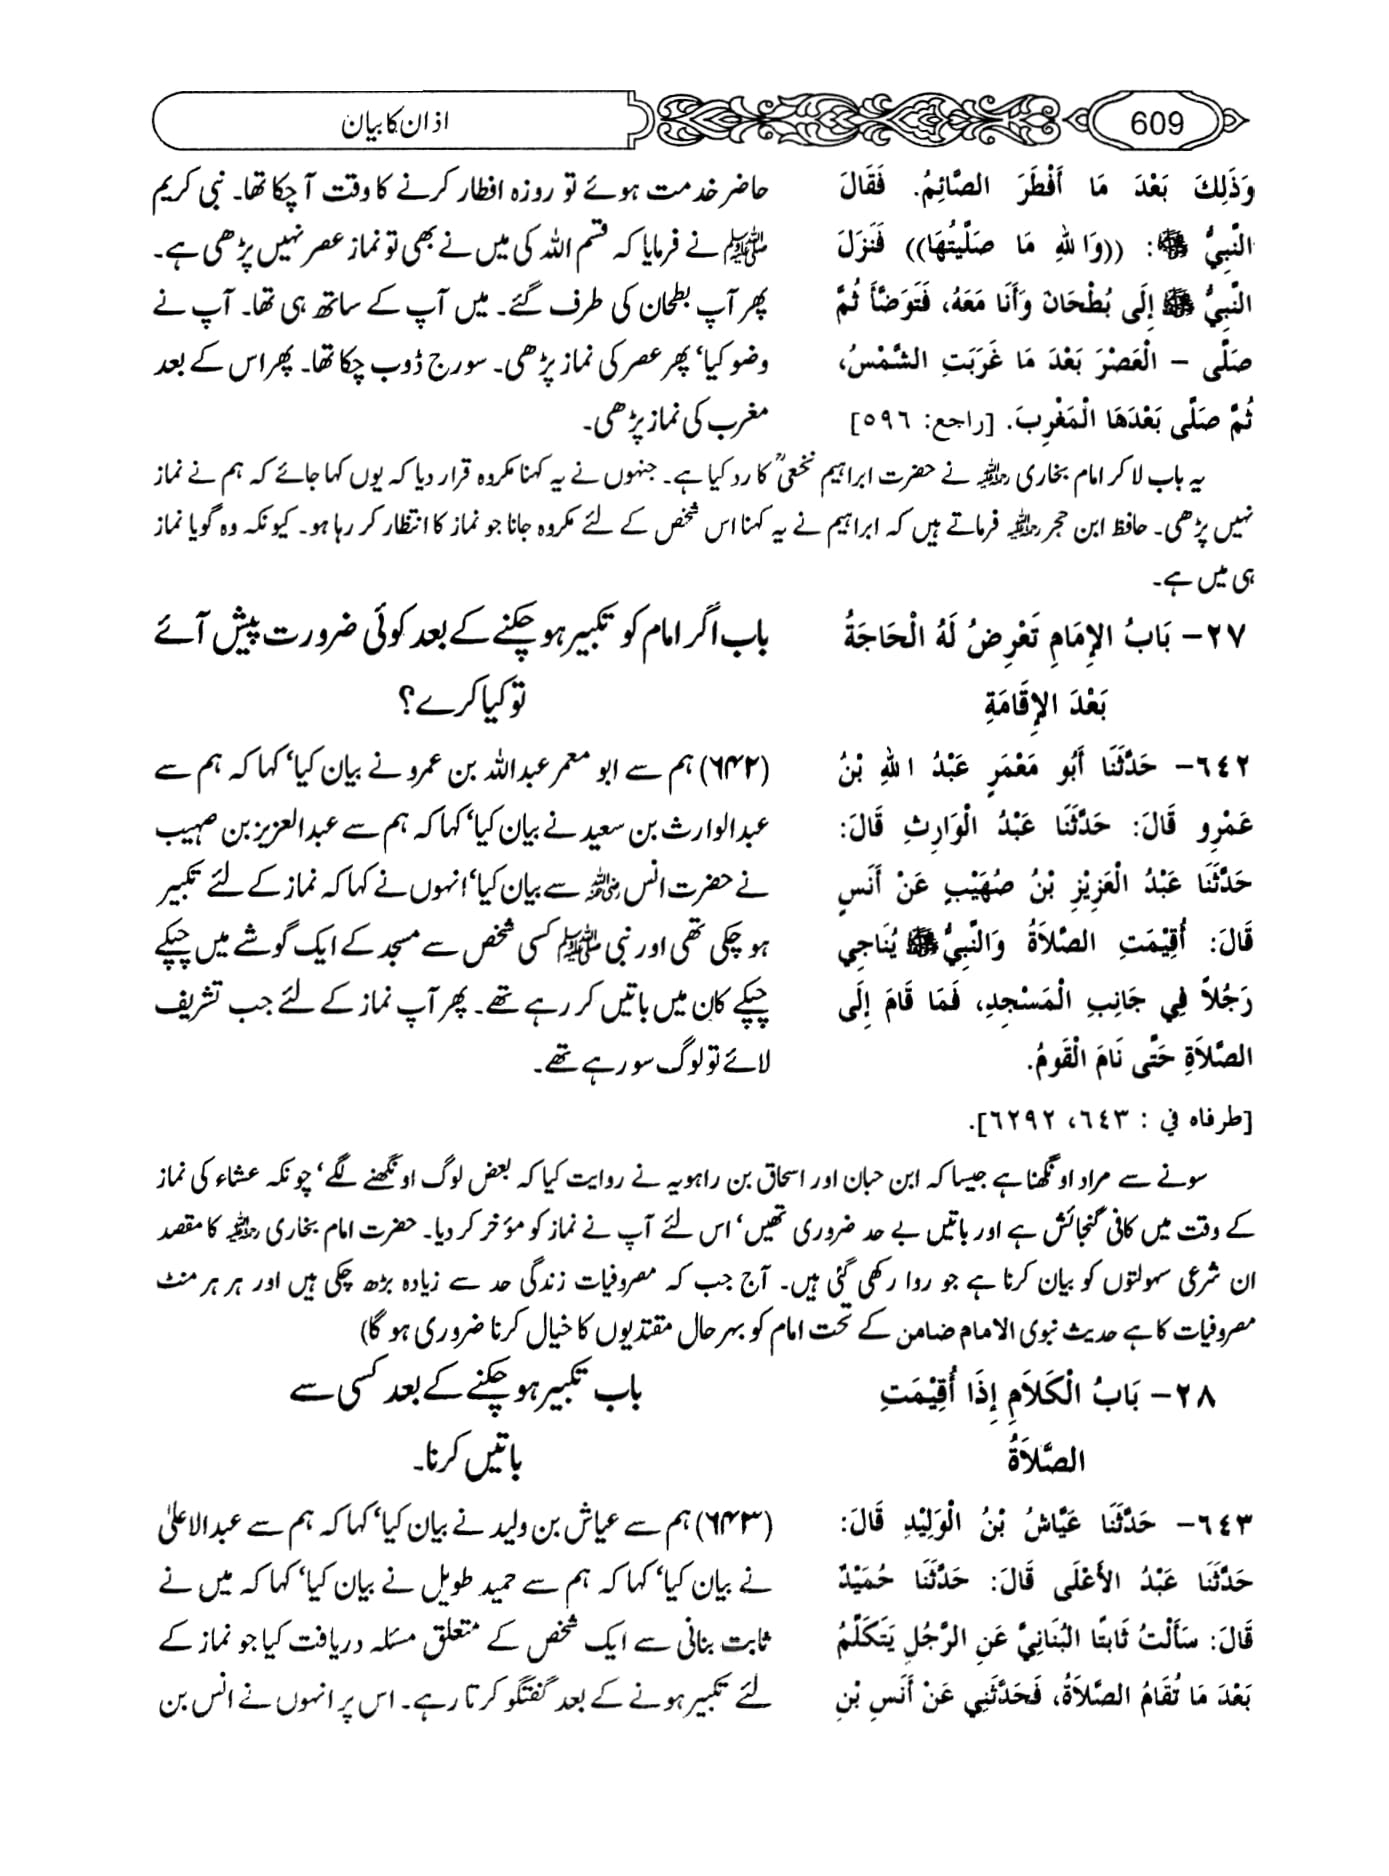 609
اذان کا بیان
وَذَلِكَ بَعْدَ مَا أَفْطَرَ الصَّائِمُ. فَقَالَ
النَّبِيُّ ﷺ: ((وَاللهِ مَا صَلَّيْتُهَا)) فَنَزَلَ
النَّبِيُّ ﷺ إِلَى بُطْحَانَ وَأَنَا مَعَهُ، فَتَوَضَّأَ ثُمَّ
صَلَّى – الْعَصْرَ بَعْدَ مَا غَرَبَتِ الشَّمْسُ،
ثُمَّ صَلَّى بَعْدَهَا الْمَغْرِبَ. [راجع: ٥٩٦]
حاضر خدمت ہوئے تو روزہ افطار کرنے کا وقت آ چکا تھا۔ نبی کریم
ﷺ نے فرمایا کہ قسم اللہ کی میں نے بھی تو نماز عصر نہیں پڑھی ہے۔
پھر آپ بطحان کی طرف گئے۔ میں آپ کے ساتھ ہی تھا۔ آپ نے
وضو کیا، پھر عصر کی نماز پڑھی۔ سورج ڈوب چکا تھا۔ پھر اس کے بعد
مغرب کی نماز پڑھی۔
یہ باب لا کر امام بخاری رحمہ اللہ نے حضرت ابراہیم نخعیؒ کا رد کیا ہے۔ جنہوں نے یہ کہنا مکروہ قرار دیا کہ یوں کہا جائے کہ ہم نے نماز
نہیں پڑھی۔ حافظ ابن حجر رحمہ اللہ فرماتے ہیں کہ ابراہیم نے یہ کہنا اس شخص کے لئے مکروہ جانا جو نماز کا انتظار کر رہا ہو۔ کیونکہ وہ گویا نماز
ہی میں ہے۔
٢٧- بَابُ الإِمَامِ تَعْرِضُ لَهُ الْحَاجَةُ
بَعْدَ الإِقَامَةِ
باب اگر امام کو تکبیر ہو چکنے کے بعد کوئی ضرورت پیش آئے
تو کیا کرے؟
٦٤٢- حَدَّثَنَا أَبُو مَعْمَرٍ عَبْدُ اللهِ بْنُ
عَمْرٍو قَالَ: حَدَّثَنَا عَبْدُ الْوَارِثِ قَالَ:
حَدَّثَنَا عَبْدُ الْعَزِيْزِ بْنُ صُهَيْبٍ عَنْ أَنَسٍ
قَالَ: أُقِيْمَتِ الصَّلاَةُ وَالنَّبِيُّ ﷺ يُنَاجِي
رَجُلاً فِي جَانِبِ الْمَسْجِدِ، فَمَا قَامَ إِلَى
الصَّلاَةِ حَتَّى نَامَ الْقَومُ.
[طرفاه في : ٦٤٣، ٦٢٩٢].
(۶۴۲) ہم سے ابو معمر عبداللہ بن عمرو نے بیان کیا، کہا کہ ہم سے
عبدالوارث بن سعید نے بیان کیا، کہا کہ ہم سے عبدالعزیز بن صہیب
نے حضرت انس رضی اللہ عنہ سے بیان کیا، انہوں نے کہا کہ نماز کے لئے تکبیر
ہو چکی تھی اور نبی ﷺ کسی شخص سے مسجد کے ایک گوشے میں چپکے
چپکے کان میں باتیں کر رہے تھے۔ پھر آپ نماز کے لئے جب تشریف
لائے تو لوگ سو رہے تھے۔
سونے سے مراد اونگھنا ہے جیسا کہ ابن حبان اور اسحاق بن راہویہ نے روایت کیا کہ بعض لوگ اونگھنے لگے، چونکہ عشاء کی نماز
کے وقت میں کافی گنجائش ہے اور باتیں بے حد ضروری تھیں، اس لئے آپ نے نماز کو مؤخر کر دیا۔ حضرت امام بخاری رحمہ اللہ کا مقصد
ان شرعی سہولتوں کو بیان کرنا ہے جو روا رکھی گئی ہیں۔ آج جب کہ مصروفیات زندگی حد سے زیادہ بڑھ چکی ہیں اور ہر ہر منٹ
مصروفیات کا ہے حدیث نبوی الامام ضامن کے تحت امام کو بہرحال مقتدیوں کا خیال کرنا ضروری ہو گا)
٢٨- بَابُ الْكَلاَمِ إِذَا أُقِيْمَتِ
الصَّلاَةُ
باب تکبیر ہو چکنے کے بعد کسی سے
باتیں کرنا۔
٦٤٣- حَدَّثَنَا عَيَّاشُ بْنُ الْوَلِيْدِ قَالَ:
حَدَّثَنَا عَبْدُ الأَعْلَى قَالَ: حَدَّثَنَا حُمَيْدٌ
قَالَ: سَأَلْتُ ثَابِتًا البُنَانِيَّ عَنِ الرَّجُلِ يَتَكَلَّمُ
بَعْدَ مَا تُقَامُ الصَّلاَةُ، فَحَدَّثَنِي عَنْ أَنَسِ بْنِ
(۶۴۳) ہم سے عیاش بن ولید نے بیان کیا، کہا کہ ہم سے عبدالاعلیٰ
نے بیان کیا، کہا کہ ہم سے حمید طویل نے بیان کیا، کہا کہ میں نے
ثابت بنانی سے ایک شخص کے متعلق مسئلہ دریافت کیا جو نماز کے
لئے تکبیر ہونے کے بعد گفتگو کرتا رہے۔ اس پر انہوں نے انس بن